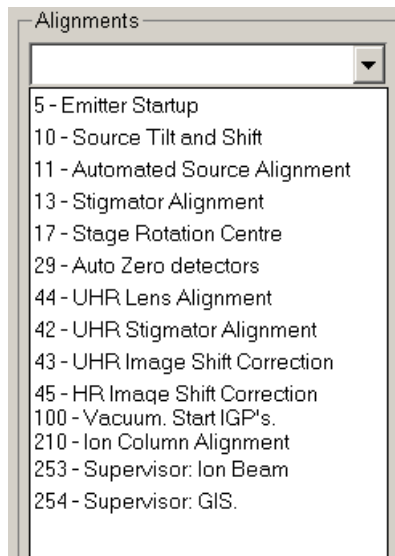 Alignments
5 - Emitter Startup
10 - Source Tilt and Shift
11 - Automated Source Alignment
13 - Stigmator Alignment
17 - Stage Rotation Centre
29 - Auto Zero detectors
44 - UHR Lens Alignment
42 - UHR Stigmator Alignment
43 - UHR Image Shift Correction
45 - HR Image Shift Correction
100 - Vacuum. Start IGP's.
210 - Ion Column Alignment
253 - Supervisor: Ion Beam
254 - Supervisor: GIS.